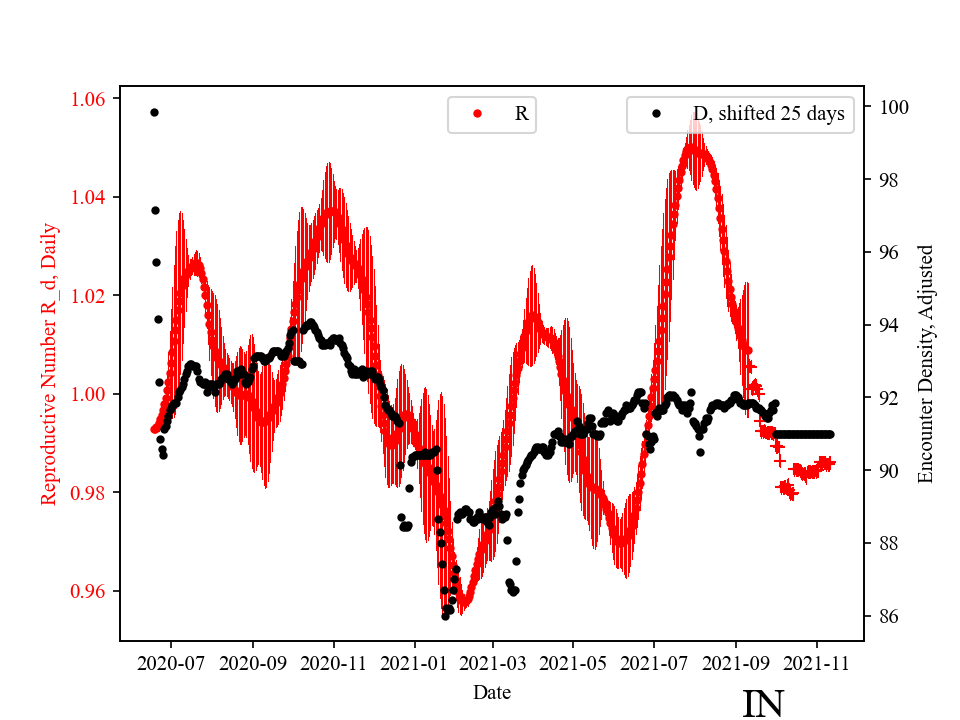 R
D, shifted 25 days
1.06
1.04
1.02
1.00
0.98
0.96
Reproductive Number R_d, Daily
100
98
96
94
92
90
88
86
Encounter Density, Adjusted
2020-07 2020-09 2020-11 2021-01 2021-03 2021-05 2021-07 2021-09 2021-11
Date
IN